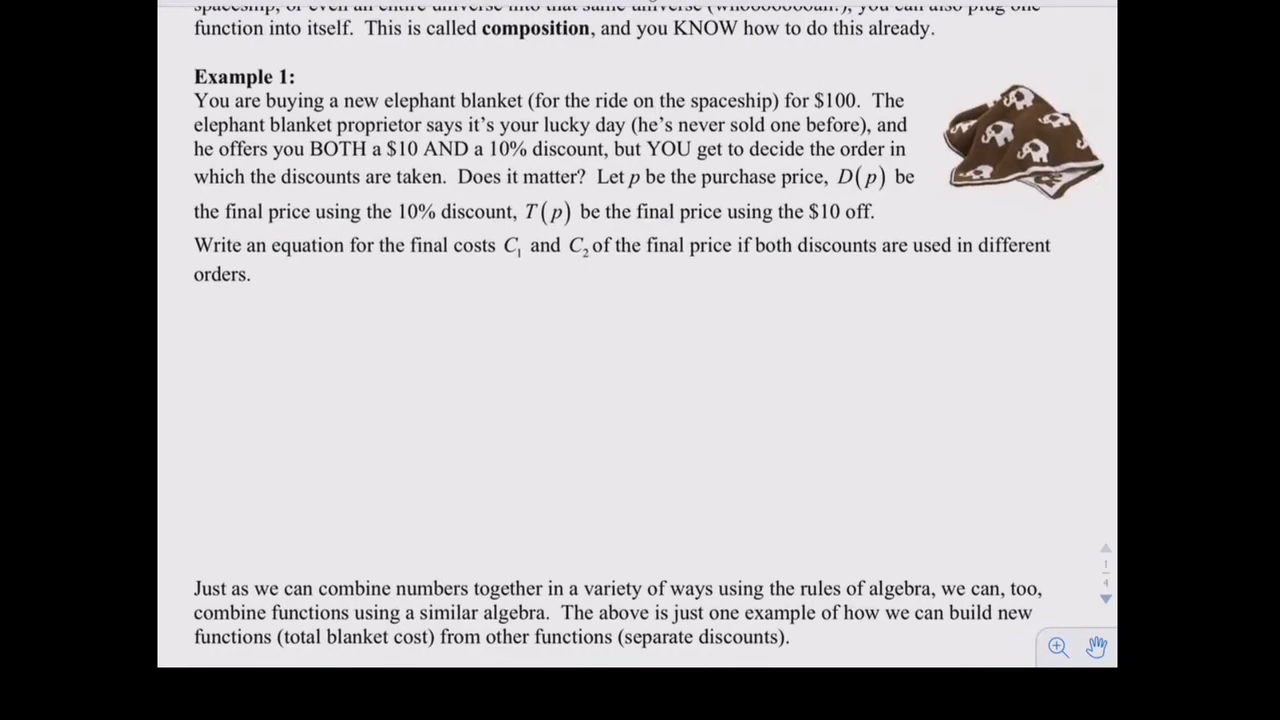 function into itself. This is called composition, and you KNOW how to do this already.
Example 1:
You are buying a new elephant blanket (for the ride on the spaceship) for $100. The
elephant blanket proprietor says it’s your lucky day (he’s never sold one before), and
he offers you BOTH a $10 AND a 10% discount, but YOU get to decide the order in
which the discounts are taken. Does it matter? Let p be the purchase price, D(p) be
the final price using the 10% discount, T(p) be the final price using the $10 off.
Write an equation for the final costs C₁ and C₂ of the final price if both discounts are used in different
orders.
Just as we can combine numbers together in a variety of ways using the rules of algebra, we can, too,
combine functions using a similar algebra. The above is just one example of how we can build new
functions (total blanket cost) from other functions (separate discounts).
1
4